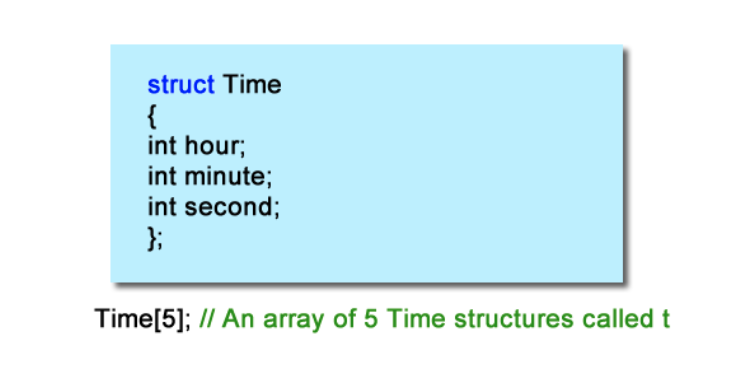 struct Time
{
int hour;
int minute;
int second;
};
Time[5]; // An array of 5 Time structures called t